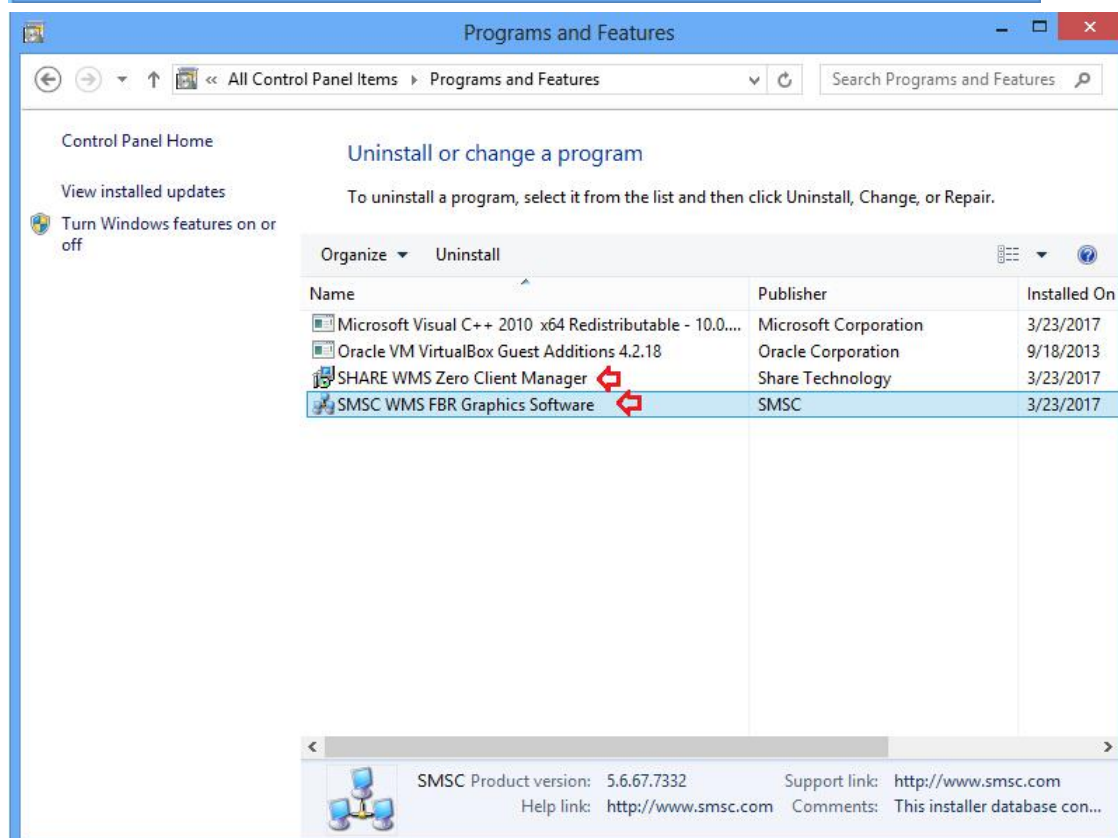 Programs and Features
« All Control Panel Items Programs and Features
Search Programs and Features
Control Panel Home
View installed updates
Turn Windows features on or
off
Uninstall or change a program
To uninstall a program, select it from the list and then click Uninstall, Change, or Repair.
Organize Uninstall
Name Publisher Installed On
Microsoft Visual C++ 2010 x64 Redistributable - 10.0.... Microsoft Corporation 3/23/2017
Oracle VM VirtualBox Guest Additions 4.2.18 Oracle Corporation 9/18/2013
SHARE WMS Zero Client Manager Share Technology 3/23/2017
SMSC WMS FBR Graphics Software SMSC 3/23/2017
SMSC Product version: 5.6.67.7332 Support link: http://www.smsc.com
Help link: http://www.smsc.com Comments: This installer database con...